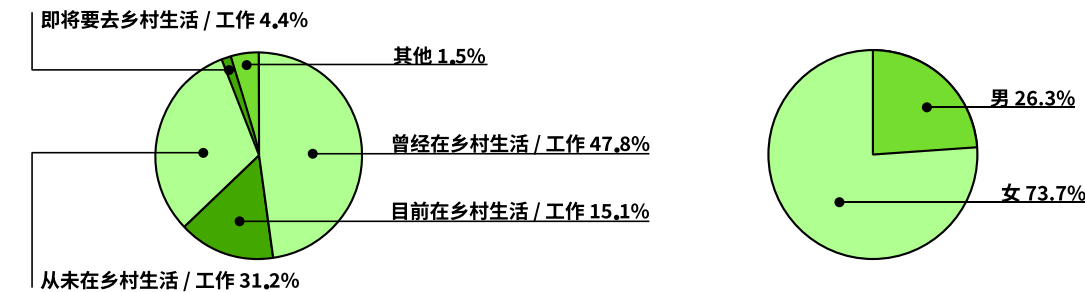 即将要去乡村生活 / 工作 4.4%
其他 1.5%
曾经在乡村生活 / 工作 47.8%
目前在乡村生活 / 工作 15.1%
从未在乡村生活 / 工作 31.2%
男 26.3%
女 73.7%